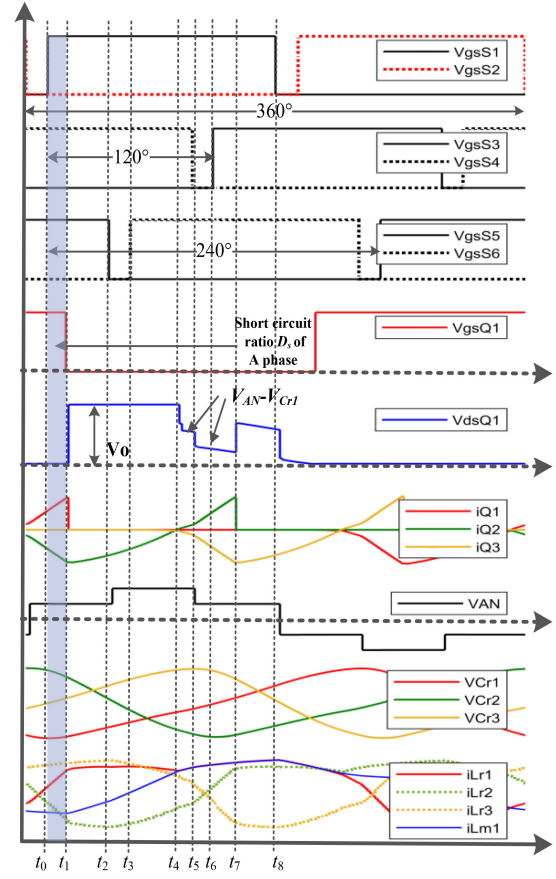 VgsS1
VgsS2
360°
120°
VgsS3
VgsS4
240°
VgsS5
VgsS6
Short circuit
ratio Ds of
A phase
VgsQ1
VAN-VCr1
Vo
VdsQ1
iQ1
iQ2
iQ3
VAN
VCr1
VCr2
VCr3
iLr1
iLr2
iLr3
iLm1
t0 t1 t2 t3 t4 t5 t6 t7 t8